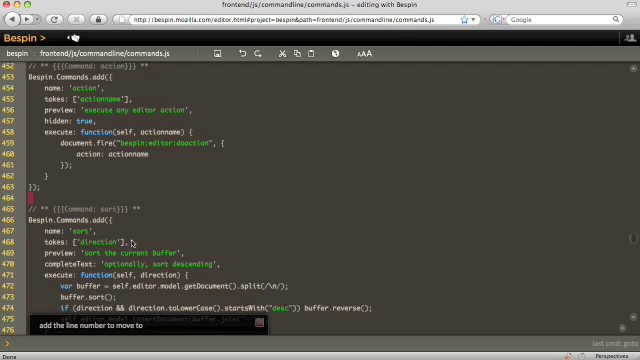 frontend/js/commandline/commands.js - editing with Bespin
http://bespin.mozilla.com/editor.html#project=bespin&path=frontend/js/commandline/commands.js
Google
Bespin >
bespin: frontend/js/commandline/commands.js
AAA
452 // ** {{{Command: action}}} **
453 Bespin.Commands.add({
454 name: 'action',
455 takes: ['actionname'],
456 preview: 'execute any editor action',
457 hidden: true,
458 execute: function(self, actionname) {
459 document.fire("bespin:editor:doaction", {
460 action: actionname
461 });
462 }
463 });
464
465 // ** {{{Command: sort}}} **
466 Bespin.Commands.add({
467 name: 'sort',
468 takes: ['direction'],
469 preview: 'sort the current buffer',
470 completeText: 'optionally, sort descending',
471 execute: function(self, direction) {
472 var buffer = self.editor.model.getDocument().split(/\n/);
473 buffer.sort();
474 if (direction && direction.toLowerCase().startsWith("desc")) buffer.reverse();
475
476
add the line number to move to
> last cmd: goto
Done Perspectives